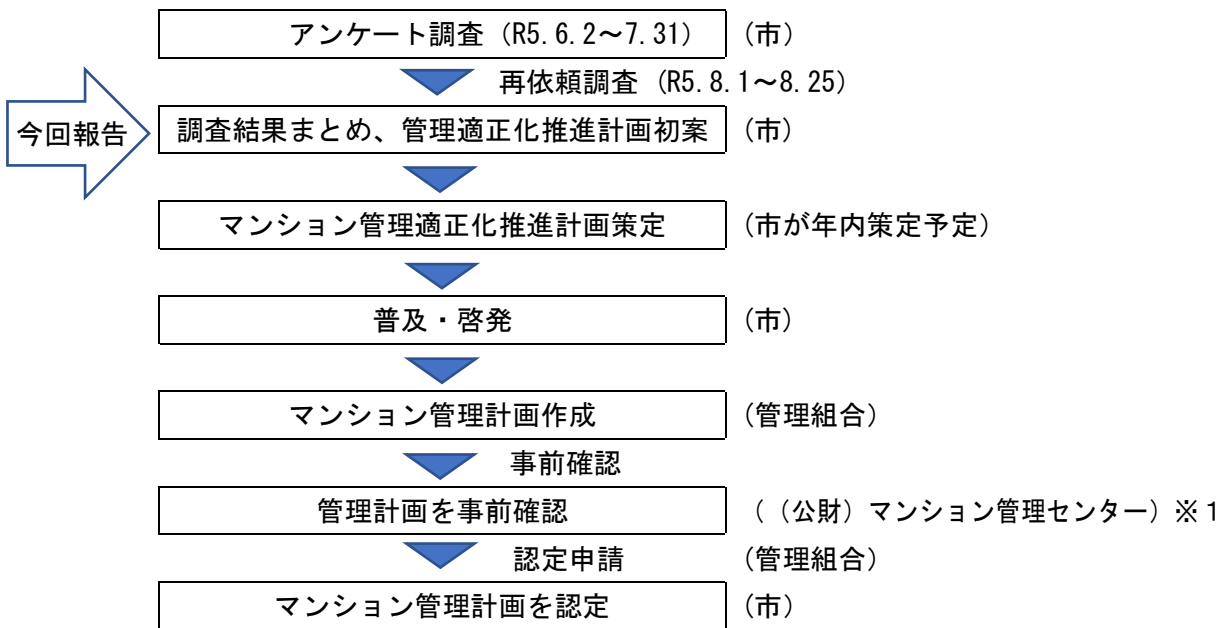 アンケート調査（R5.6.2～7.31）（市）
再依頼調査（R5.8.1～8.25）
今回報告 調査結果まとめ、管理適正化推進計画初案（市）
マンション管理適正化推進計画策定（市が年内策定予定）
普及・啓発（市）
マンション管理計画作成（管理組合）
事前確認
管理計画を事前確認（（公財）マンション管理センター）※１
認定申請（管理組合）
マンション管理計画を認定（市）